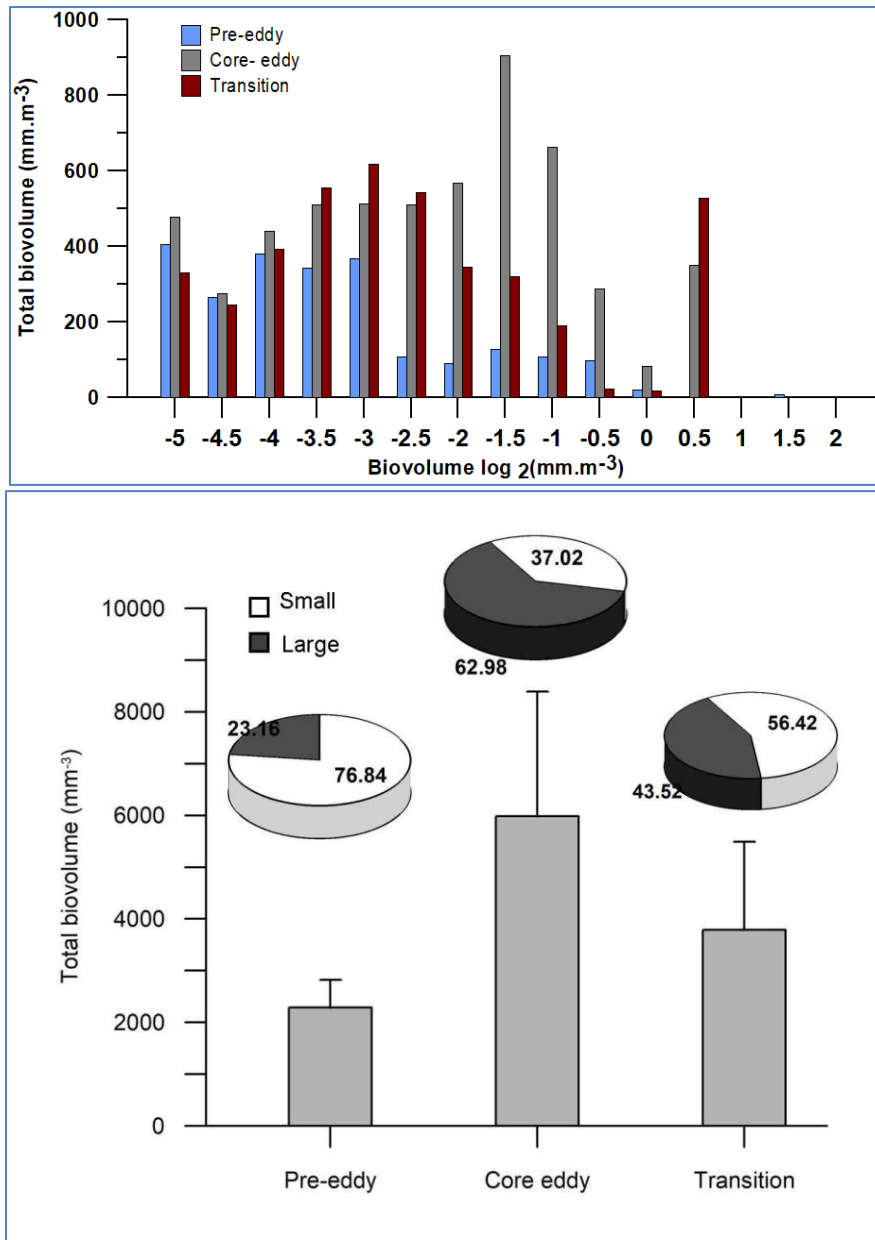 1000
800
600
400
200
0
Total biovolume (mm.m-3)
Pre-eddy
Core- eddy
Transition
-5 -4.5 -4 -3.5 -3 -2.5 -2 -1.5 -1 -0.5 0 0.5 1 1.5 2
Biovolume log 2(mm.m-3)
37.02
62.98
Small
Large
10000
8000
6000
4000
2000
0
Total biovolume (mm-3)
23.16
76.84
56.42
43.52
Pre-eddy Core eddy Transition